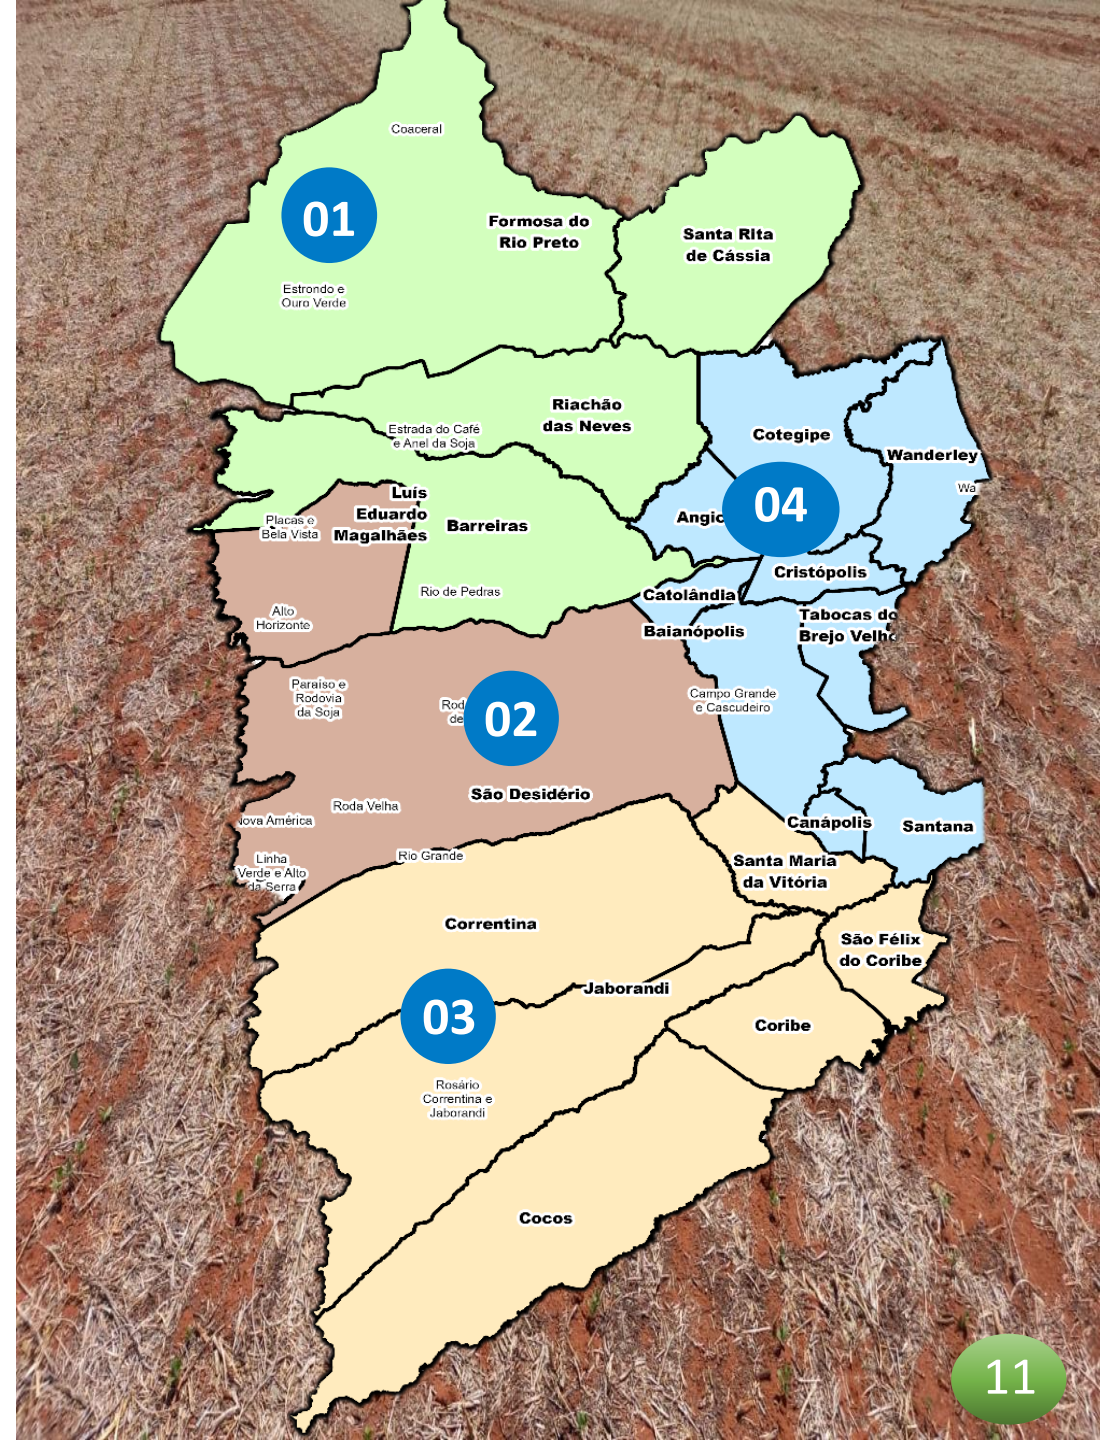 Coaceral
01
Formosa do
Rio Preto
Santa RIta
de Cássia
Estrondo e
Ouro Verde
Riachão
das Neves
Estrada do Café
e Anel da Soja
Cotegipe
Wanderley
Wa
Luís
Eduardo
Magalhães
Placas e
Bela Vista
Barreiras
Angic
04
Cristópolis
Rio de Pedras
Catolândia
Alto
Horizonte
Baianópolis
Tabocas do
Brejo Velho
Paraíso e
Rodovia
da Soja
Rod
de
02
Campo Grande
e Cascudeiro
São Desidério
Roda Velha
Nova América
Canápolis
Santana
Rio Grande
Linha
Verde e Alto
da Serra
Santa Maria
da Vitória
Correntina
São Félix
do Coribe
Jaborandi
03
Coribe
Rosário
Correntina e
Jaborandi
Cocos
11